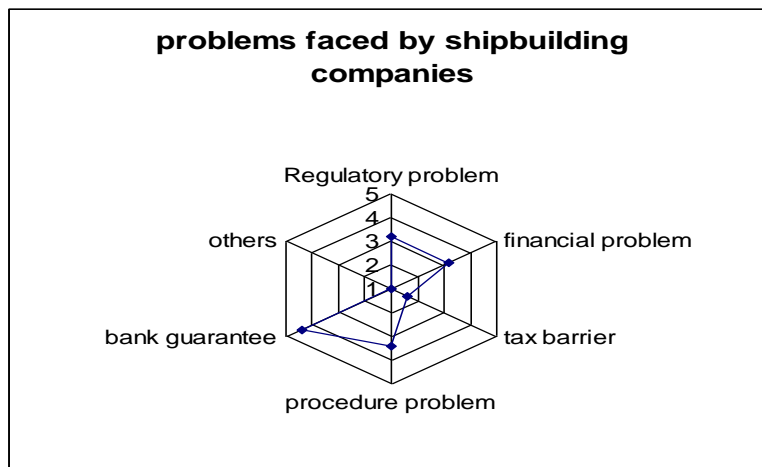 problems faced by shipbuilding
companies
Regulatory problem
5
4
others
3
financial problem
2
1
bank guarantee
tax barrier
procedure problem